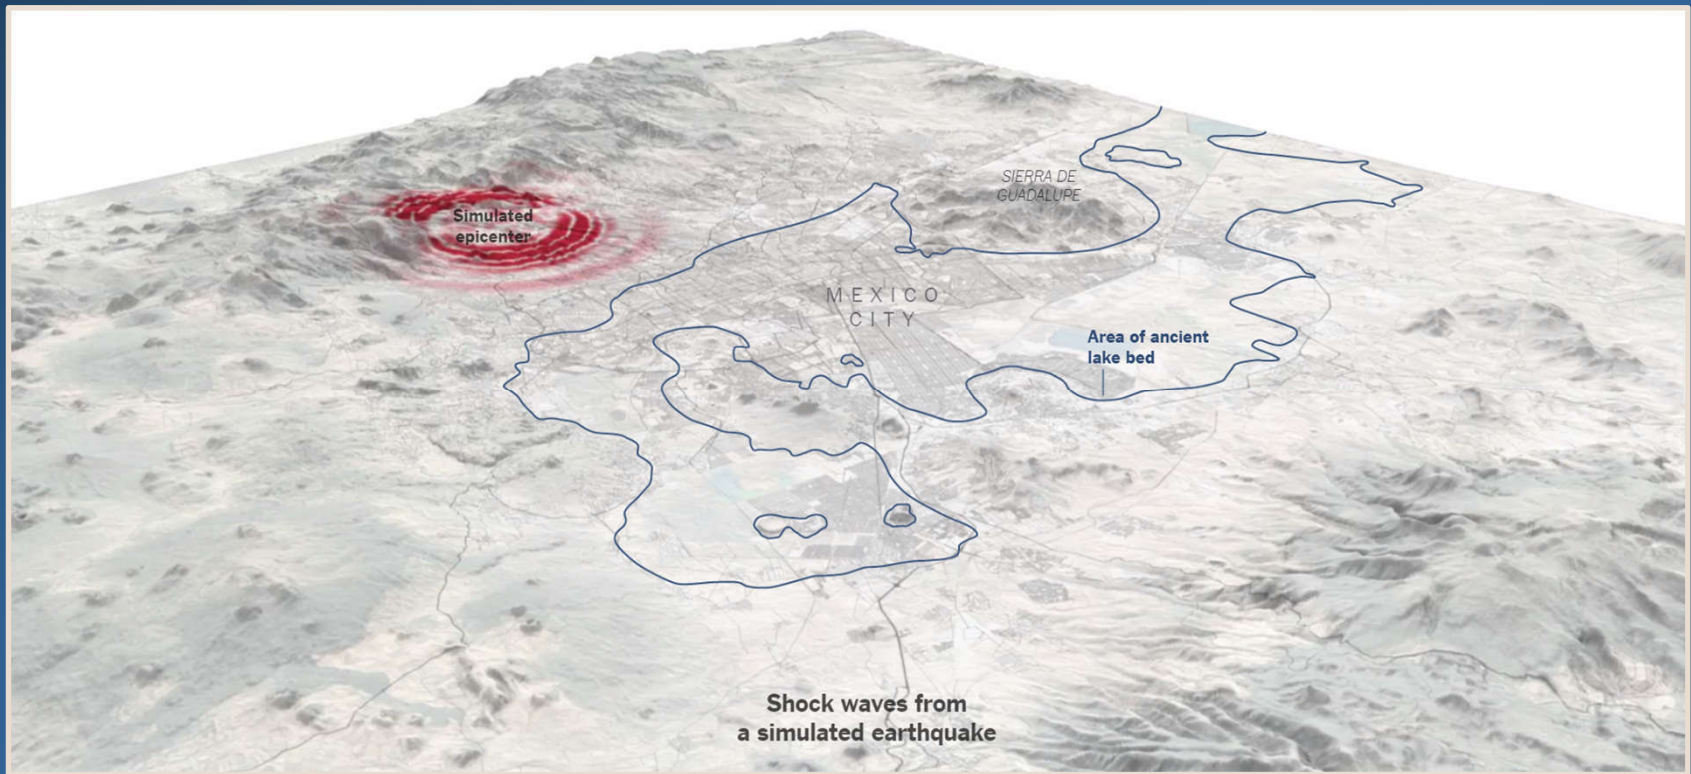 SIERRA DE
GUADALUPE
Simulated
epicenter
MEXICO
CITY
Area of ancient
lake bed
Shock waves from
a simulated earthquake